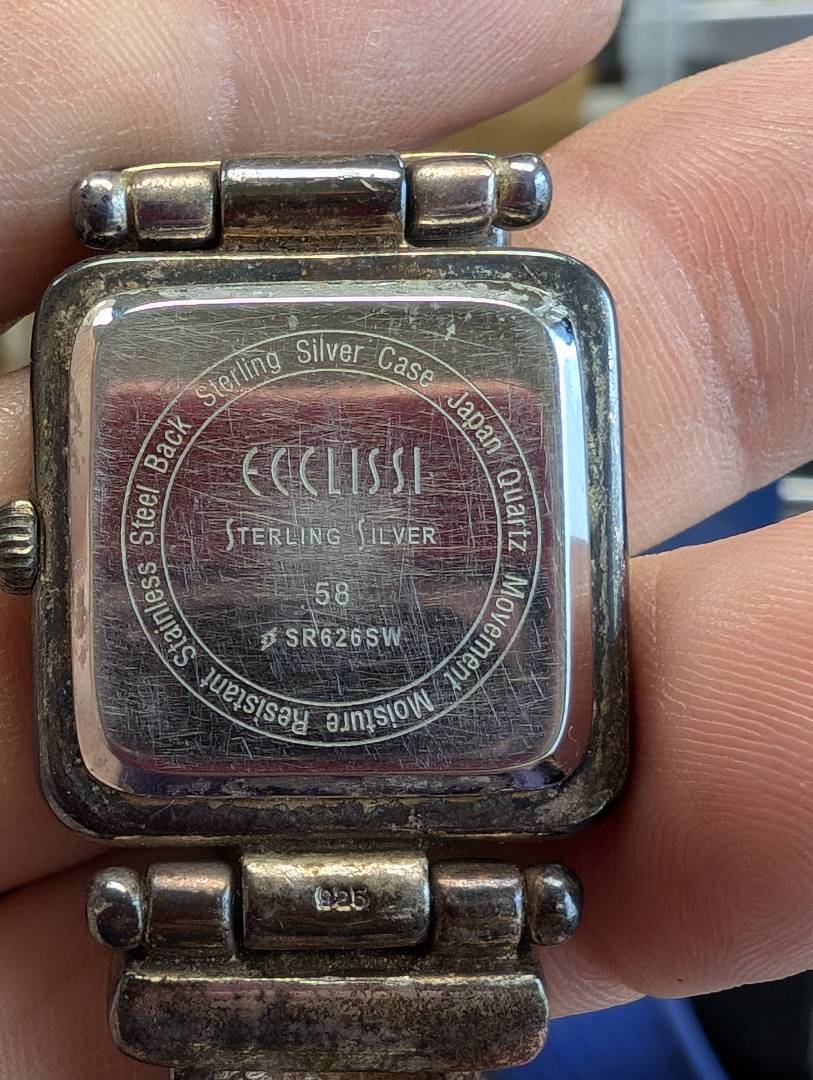 Stainless Steel Back Sterling Silver Case Japan Quartz Movement Moisture Resistant
ECCLISSI
STERLING SILVER
58
SR626SW
925